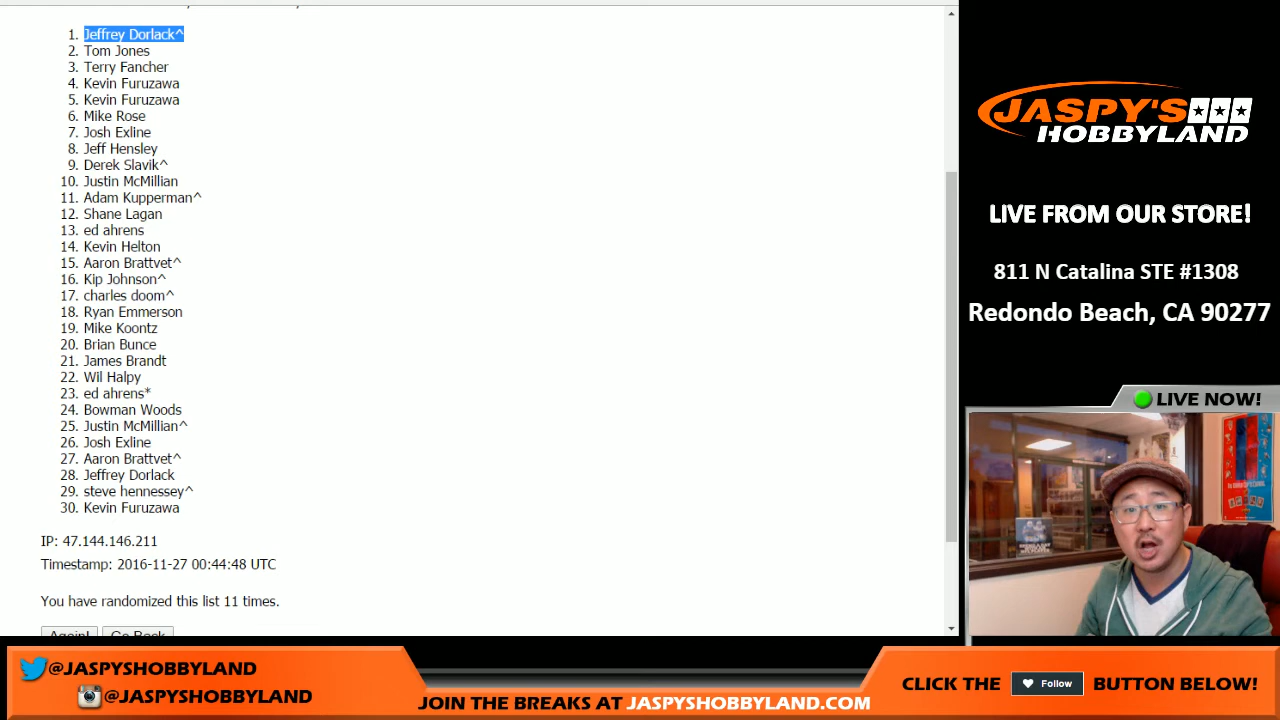 1. Jeffrey Dorlack^
2. Tom Jones
3. Terry Fancher
4. Kevin Furuzawa
5. Kevin Furuzawa
6. Mike Rose
7. Josh Exline
8. Jeff Hensley
9. Derek Slavik^
10. Justin McMillian
11. Adam Kupperman^
12. Shane Lagan
13. ed ahrens
14. Kevin Helton
15. Aaron Brattvet^
16. Kip Johnson^
17. charles doom^
18. Ryan Emmerson
19. Mike Koontz
20. Brian Bunce
21. James Brandt
22. Wil Halpy
23. ed ahrens*
24. Bowman Woods
25. Justin McMillian^
26. Josh Exline
27. Aaron Brattvet^
28. Jeffrey Dorlack
29. steve hennessey^
30. Kevin Furuzawa
IP: 47.144.146.211
Timestamp: 2016-11-27 00:44:48 UTC
You have randomized this list 11 times.
Again! Go Back
JASPY'S
HOBBYLAND
LIVE FROM OUR STORE!
811 N Catalina STE #1308
Redondo Beach, CA 90277
LIVE NOW!
@JASPYSHOBBYLAND
@JASPYSHOBBYLAND
JOIN THE BREAKS AT JASPYSHOBBYLAND.COM
CLICK THE Follow BUTTON BELOW!